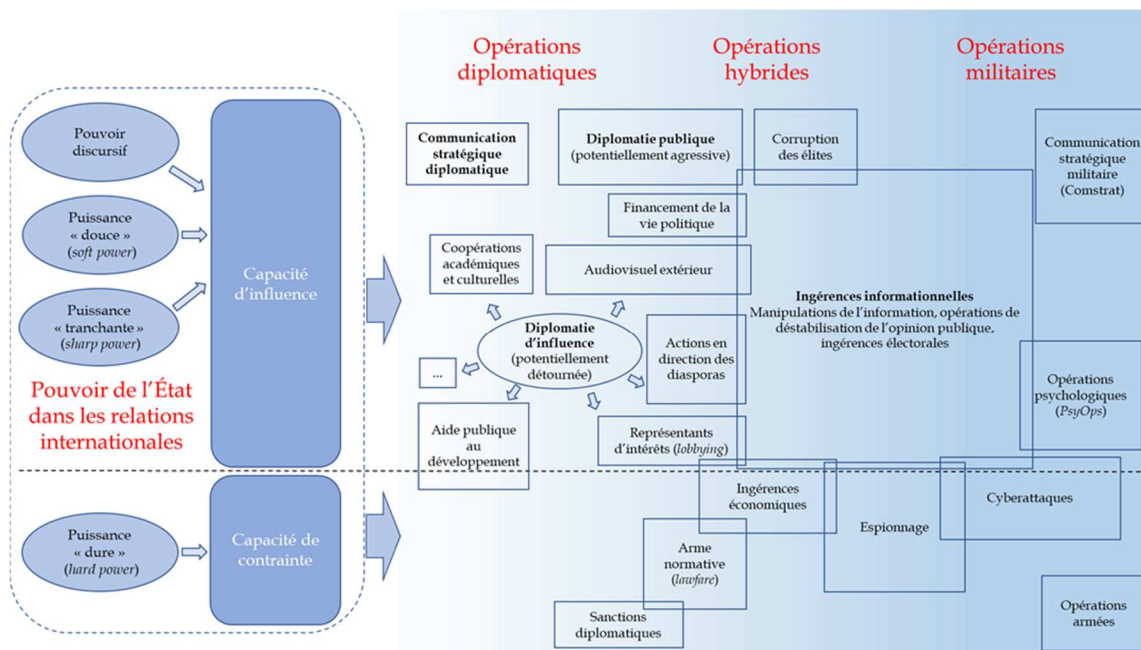 Opérations
diplomatiques
Opérations
hybrides
Opérations
militaires
Pouvoir
discursif
Puissance
« douce »
(soft power)
Puissance
« tranchante »
(sharp power)
Capacité
d’influence
Pouvoir de l’État
dans les relations
internationales
Puissance
« dure »
(hard power)
Capacité de
contrainte
Communication
stratégique
diplomatique
Diplomatie publique
(potentiellement agressive)
Corruption
des élites
Communication
stratégique
militaire
(Comstrat)
Financement de la
vie politique
Coopérations
académiques
et culturelles
Audiovisuel extérieur
Ingérences informationnelles
Manipulations de l’information, opérations de
déstabilisation de l’opinion publique,
ingérences électorales
Diplomatie
d’influence
(potentiellement
détournée)
Actions en
direction des
diasporas
...
Opérations
psychologiques
(PsyOps)
Aide publique
au
développement
Représentants
d’intérêts (lobbying)
Ingérences
économiques
Espionnage
Cyberattaques
Arme
normative
(lawfare)
Sanctions
diplomatiques
Opérations
armées